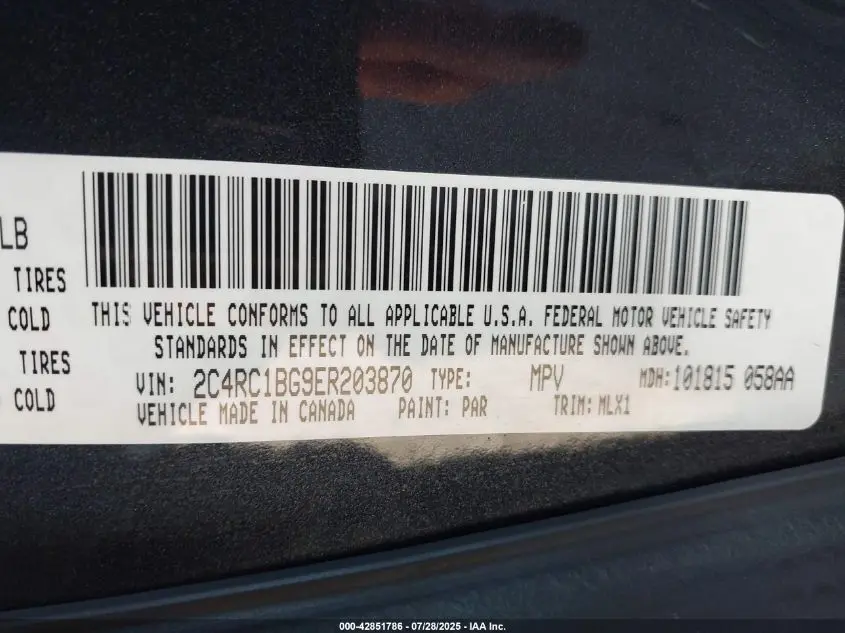 LB
TIRES
COLD
TIRES
COLD
THIS VEHICLE CONFORMS TO ALL APPLICABLE U.S.A. FEDERAL MOTOR VEHICLE SAFETY
STANDARDS IN EFFECT ON THE DATE OF MANUFACTURE SHOWN ABOVE.
VIN: 2C4RC1BG9ER203870 TYPE: MPV MDH: 101815 058AA
VEHICLE MADE IN CANADA PAINT: PAR TRIM: MLX1
000-42851786 - 07/28/2025 - IAA Inc.